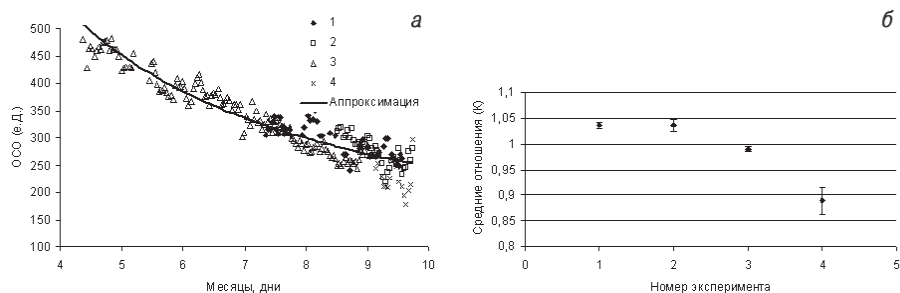 а
500
450
400
350
300
250
200
150
100
ОСО (е.Д.)
4 5 6 7 8 9 10
Месяцы, дни
1
2
3
4
Аппроксимация
б
1,1
1,05
1
0,95
0,9
0,85
0,8
Средние отношения (К)
0 1 2 3 4 5
Номер эксперимента